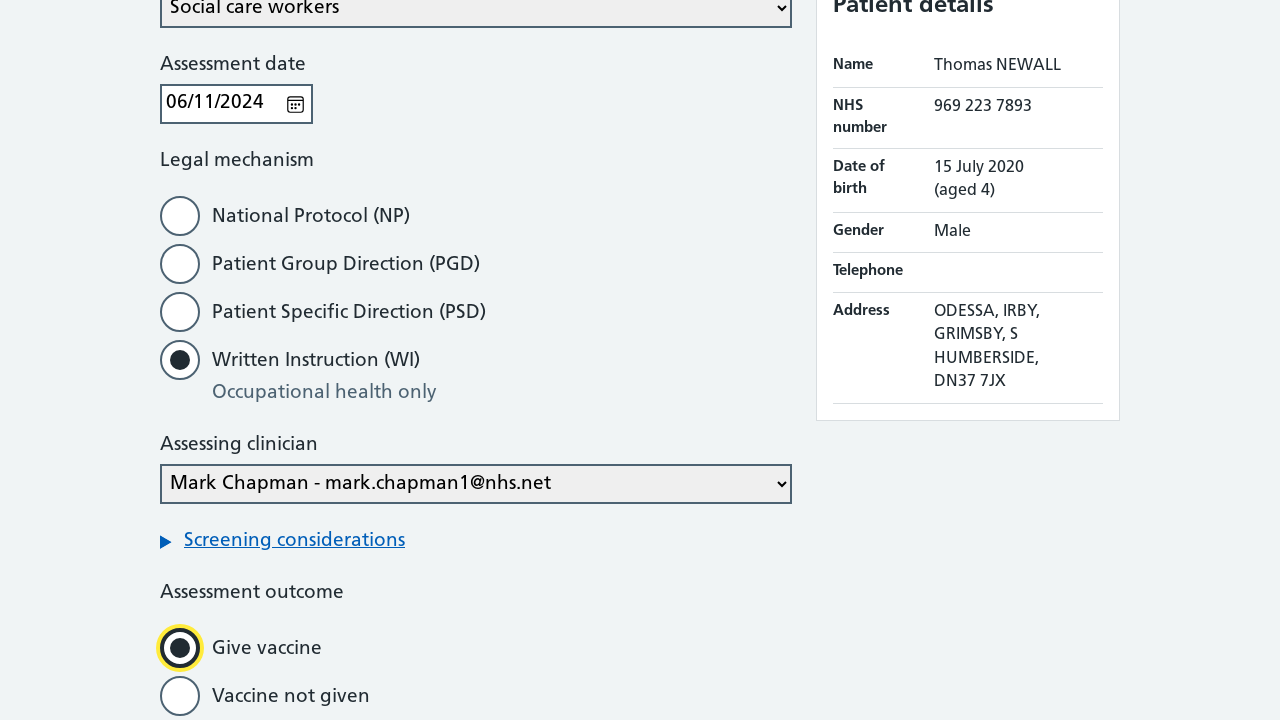 Social care workers
Assessment date
06/11/2024
Legal mechanism
National Protocol (NP)
Patient Group Direction (PGD)
Patient Specific Direction (PSD)
Written Instruction (WI)
Occupational health only
Assessing clinician
Mark Chapman - mark.chapman1@nhs.net
Screening considerations
Assessment outcome
Give vaccine
Vaccine not given
Patient details
Name Thomas NEWALL
NHS number 969 223 7893
Date of birth 15 July 2020
(aged 4)
Gender Male
Telephone
Address ODESSA, IRBY,
GRIMSBY, S
HUMBERSIDE,
DN37 7JX